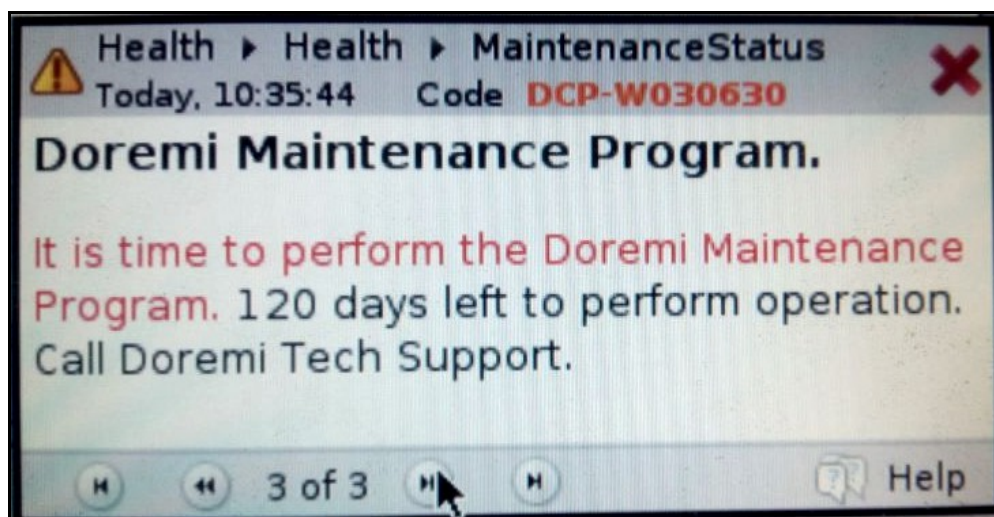 Health ▸ Health ▸ MaintenanceStatus
Today, 10:35:44 Code DCP-W030630
Doremi Maintenance Program.
It is time to perform the Doremi Maintenance
Program. 120 days left to perform operation.
Call Doremi Tech Support.
3 of 3 Help